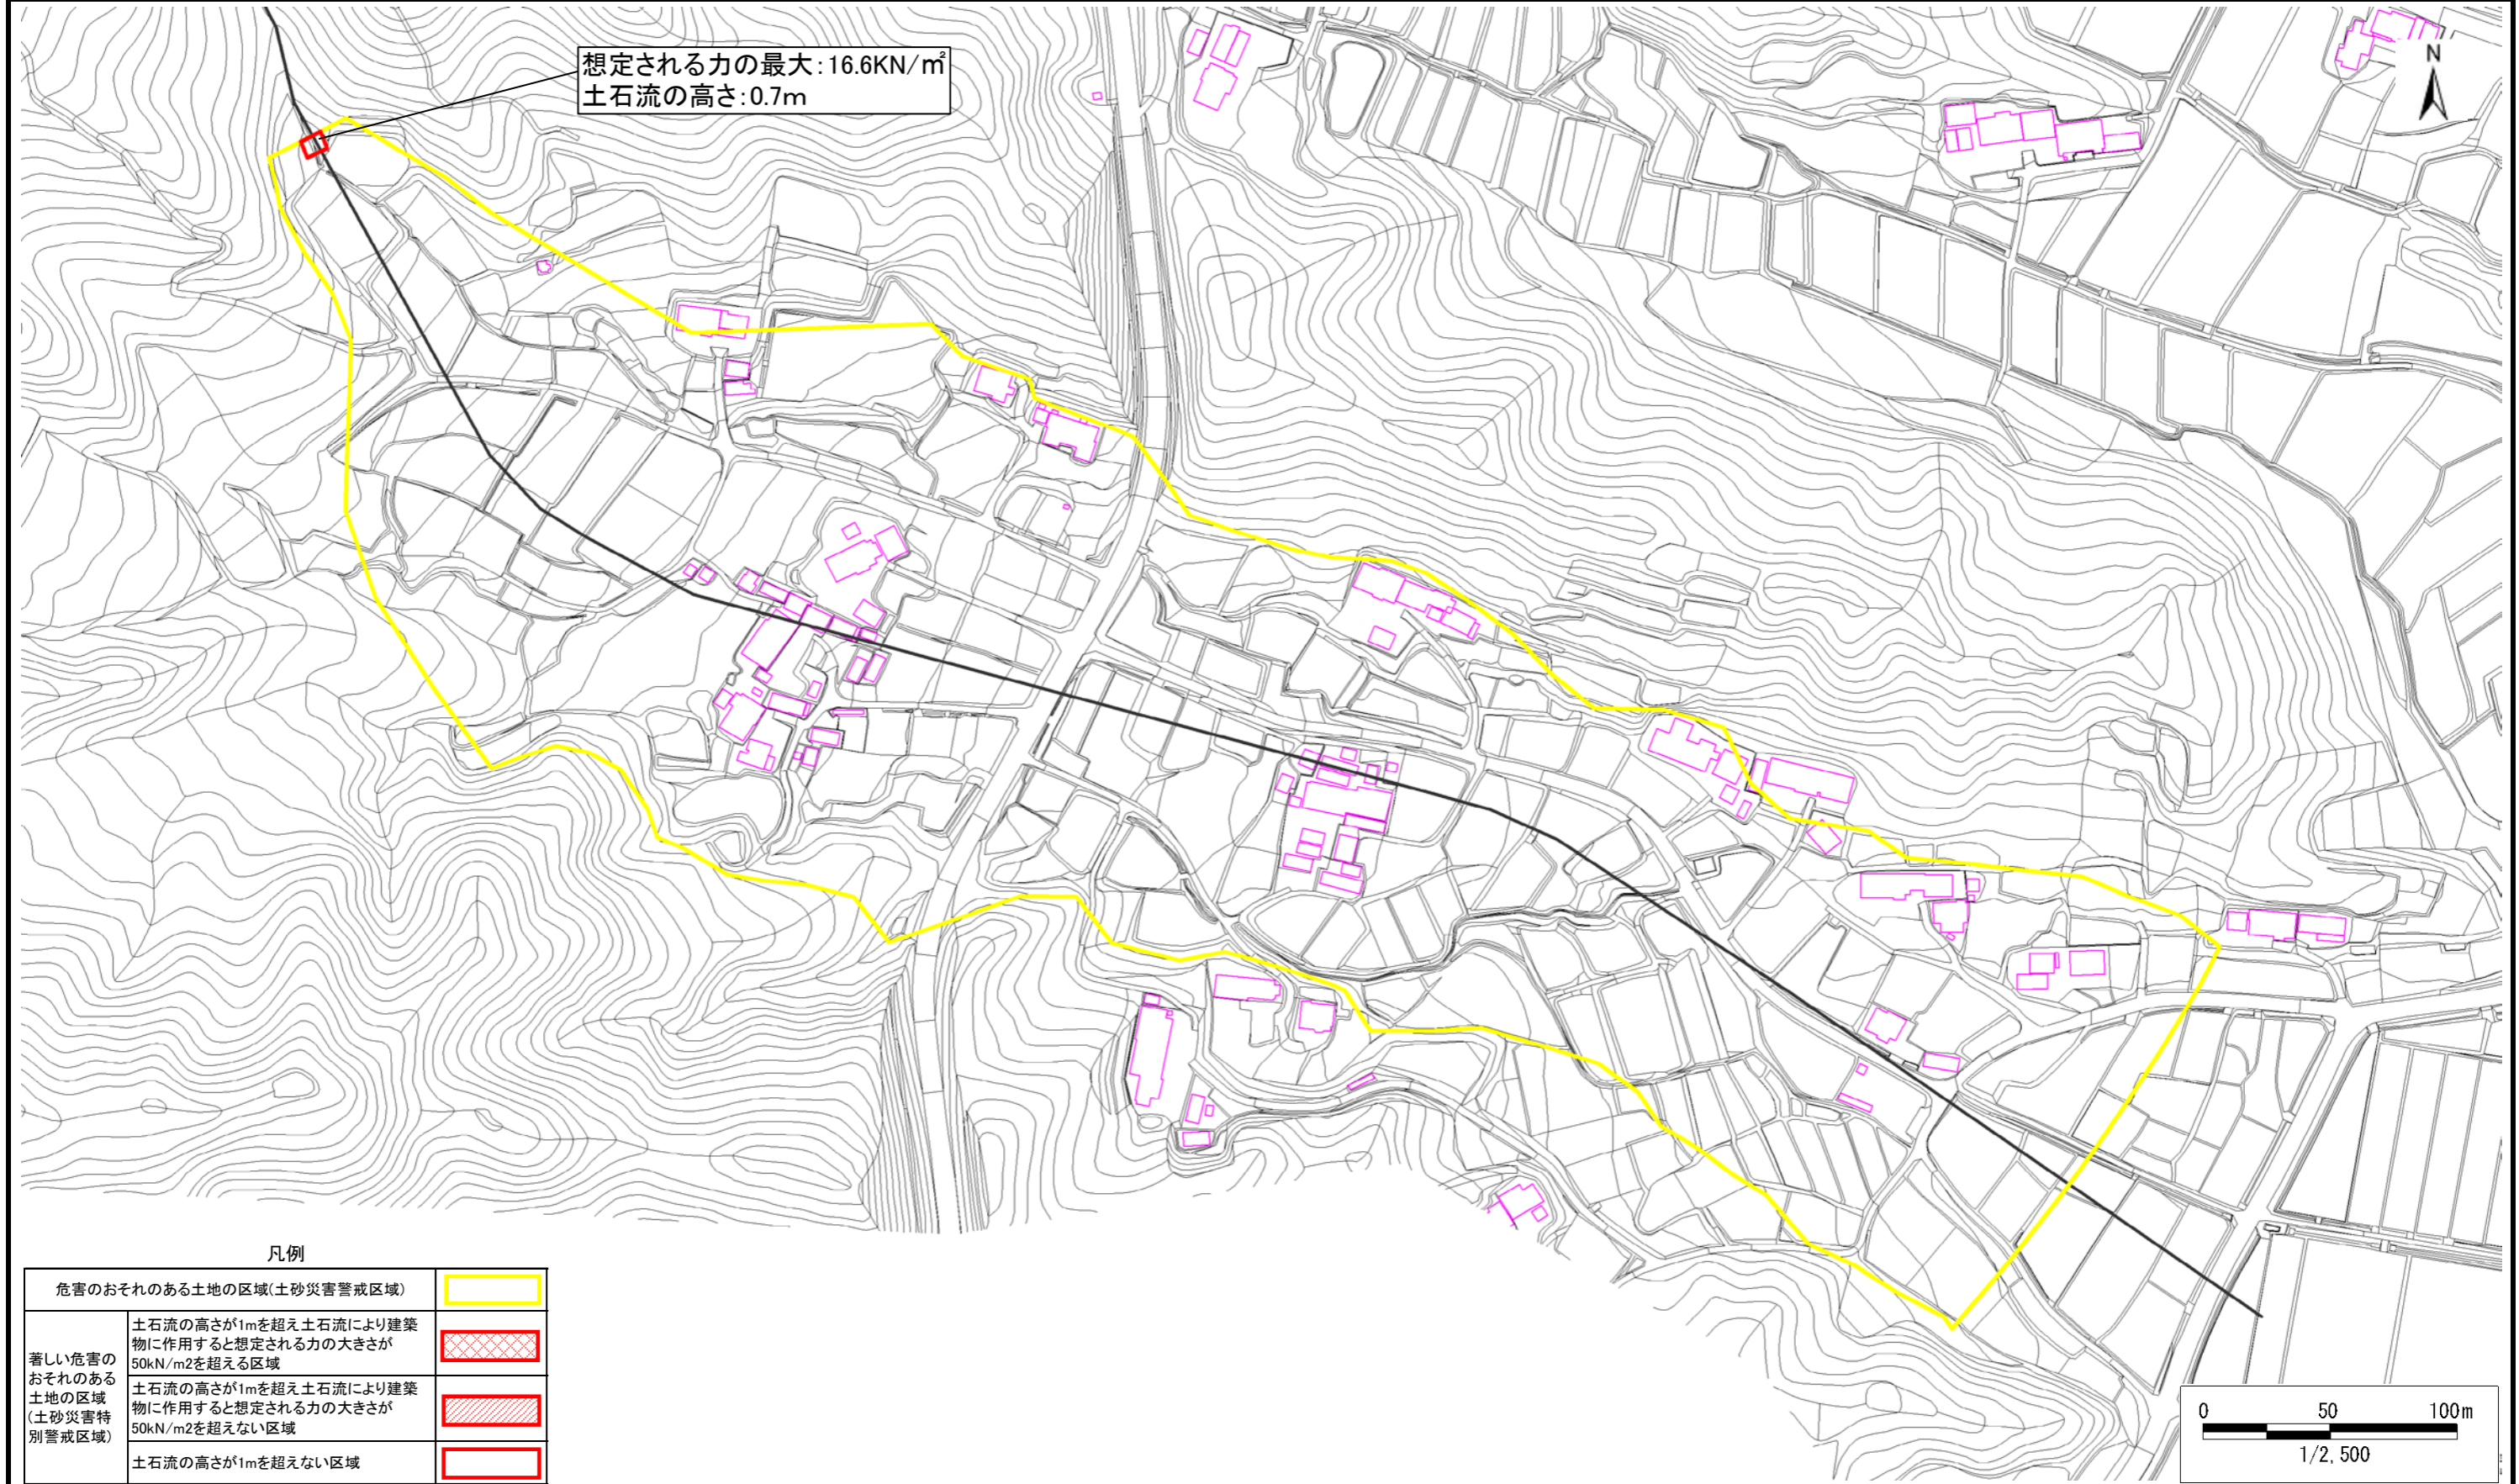 想定される力の最大:16.6KN/㎡
土石流の高さ:0.7m
N
凡例
危害のおそれのある土地の区域(土砂災害警戒区域)
著しい危害の
おそれのある
土地の区域
(土砂災害特
別警戒区域)
土石流の高さが1mを超え土石流により建築
物に作用すると想定される力の大きさが
50kN/m2を超える区域
土石流の高さが1mを超え土石流により建築
物に作用すると想定される力の大きさが
50kN/m2を超えない区域
土石流の高さが1mを超えない区域
0 50 100m
1/2,500